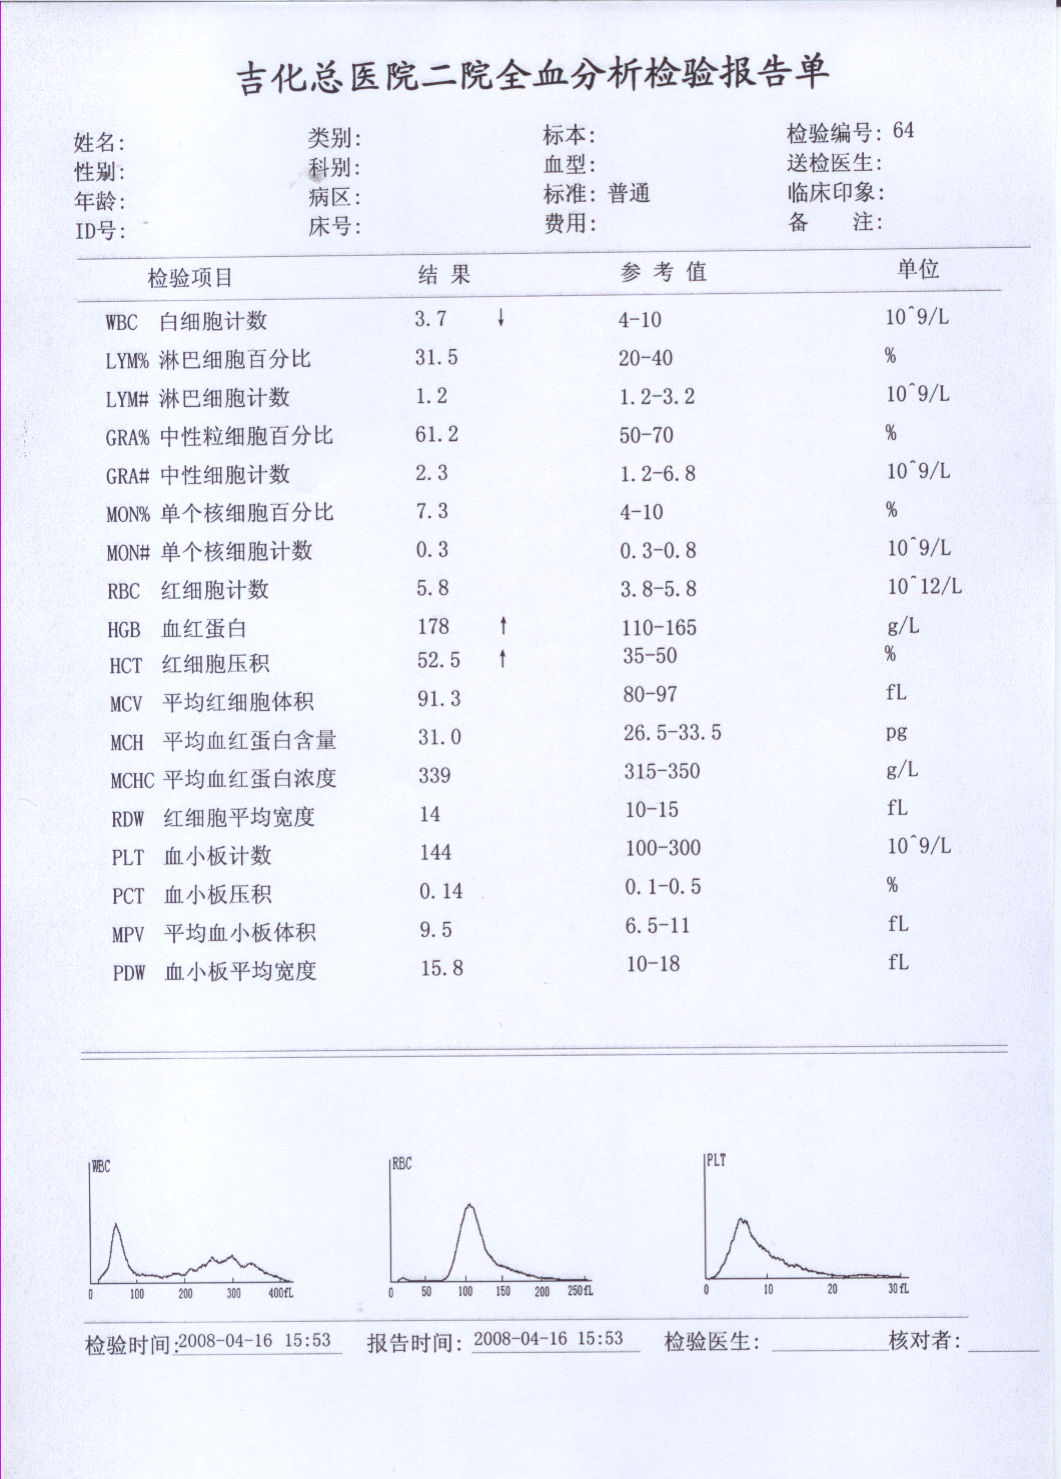 吉化总医院二院全血分析检验报告单
姓名: 类别: 标本: 检验编号: 64
性别: 科别: 血型: 送检医生:
年龄: 病区: 标准: 普通 临床印象:
ID号: 床号: 费用: 备 注:
检验项目 结 果 参 考 值 单位
WBC 白细胞计数 3.7 ↓ 4-10 10^9/L
LYM% 淋巴细胞百分比 31.5 20-40 %
LYM# 淋巴细胞计数 1.2 1.2-3.2 10^9/L
GRA% 中性粒细胞百分比 61.2 50-70 %
GRA# 中性细胞计数 2.3 1.2-6.8 10^9/L
MON% 单个核细胞百分比 7.3 4-10 %
MON# 单个核细胞计数 0.3 0.3-0.8 10^9/L
RBC 红细胞计数 5.8 3.8-5.8 10^12/L
HGB 血红蛋白 178 ↑ 110-165 g/L
HCT 红细胞压积 52.5 ↑ 35-50 %
MCV 平均红细胞体积 91.3 80-97 fL
MCH 平均血红蛋白含量 31.0 26.5-33.5 pg
MCHC 平均血红蛋白浓度 339 315-350 g/L
RDW 红细胞平均宽度 14 10-15 fL
PLT 血小板计数 144 100-300 10^9/L
PCT 血小板压积 0.14 0.1-0.5 %
MPV 平均血小板体积 9.5 6.5-11 fL
PDW 血小板平均宽度 15.8 10-18 fL
WBC RBC PLT
0 100 200 300 400fL 0 50 100 150 200 250fL 0 10 20 30fL
检验时间:2008-04-16 15:53 报告时间: 2008-04-16 15:53 检验医生: 核对者: